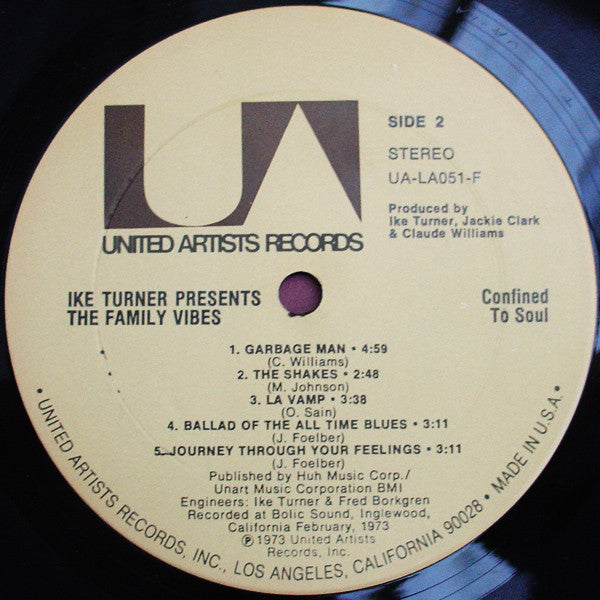 UA
UNITED ARTISTS RECORDS
SIDE 2
STEREO
UA-LA051-F
Produced by
Ike Turner, Jackie Clark
& Claude Williams
IKE TURNER PRESENTS
THE FAMILY VIBES
Confined
To Soul
1. GARBAGE MAN • 4:59
(C. Williams)
2. THE SHAKES • 2:48
(M. Johnson)
3. LA VAMP • 3:38
(O. Sain)
4. BALLAD OF THE ALL TIME BLUES • 3:11
(J. Foelber)
5. JOURNEY THROUGH YOUR FEELINGS • 3:11
(J. Foelber)
Published by Huh Music Corp./
Unart Music Corporation BMI
Engineers: Ike Turner & Fred Borkgren
Recorded at Bolic Sound, Inglewood,
California February, 1973
℗ 1973 United Artists
Records, Inc.
• UNITED ARTISTS RECORDS, INC., LOS ANGELES, CALIFORNIA 90028 • MADE IN U.S.A. •